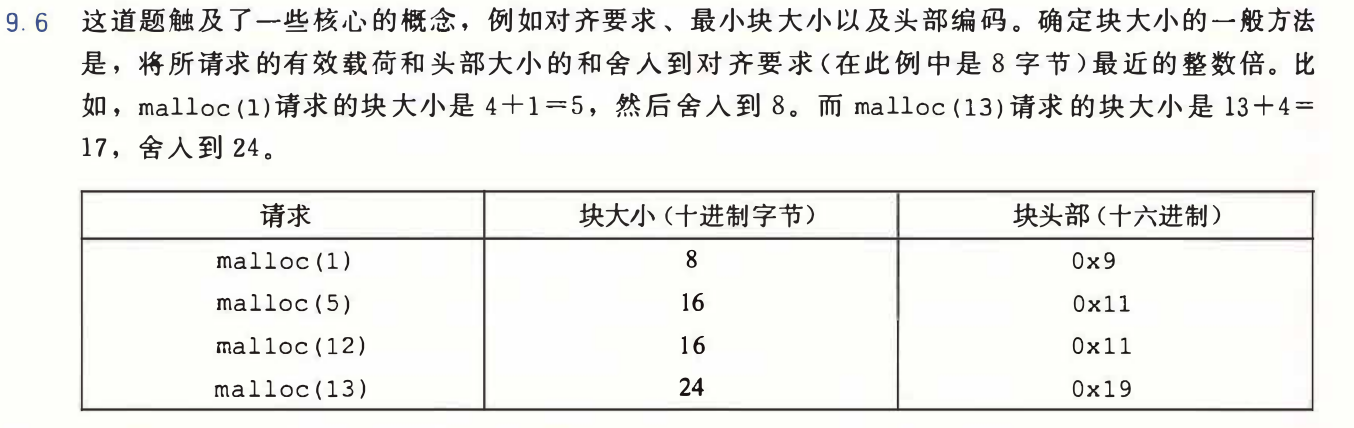 9.6 这道题触及了一些核心的概念，例如对齐要求、最小块大小以及头部编码。确定块大小的一般方法
是，将所请求的有效载荷和头部大小的和舍入到对齐要求(在此例中是 8 字节)最近的整数倍。比
如，malloc(1)请求的块大小是 4+1=5，然后舍入到 8。而 malloc(13)请求的块大小是 13+4=
17，舍入到 24。
请求 块大小(十进制字节) 块头部(十六进制)
malloc(1) 8 0x9
malloc(5) 16 0x11
malloc(12) 16 0x11
malloc(13) 24 0x19